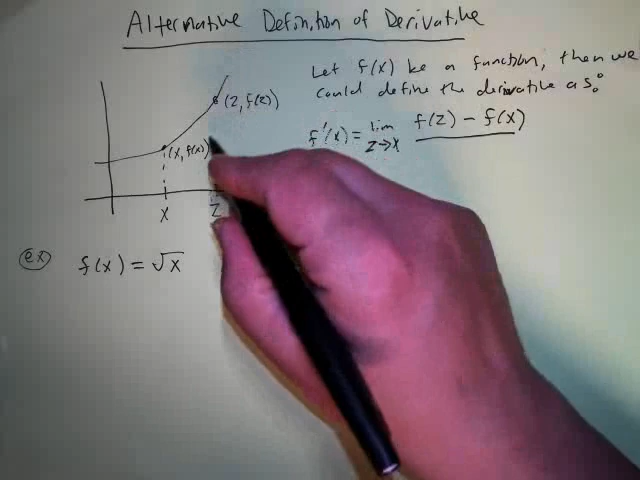 Alternative Definition of Derivative
Let f(x) be a function, then we
could define the derivative as:
f'(x) = lim z→x f(z) - f(x)
(z, f(z))
(x, f(x))
x z
ex f(x) = √x